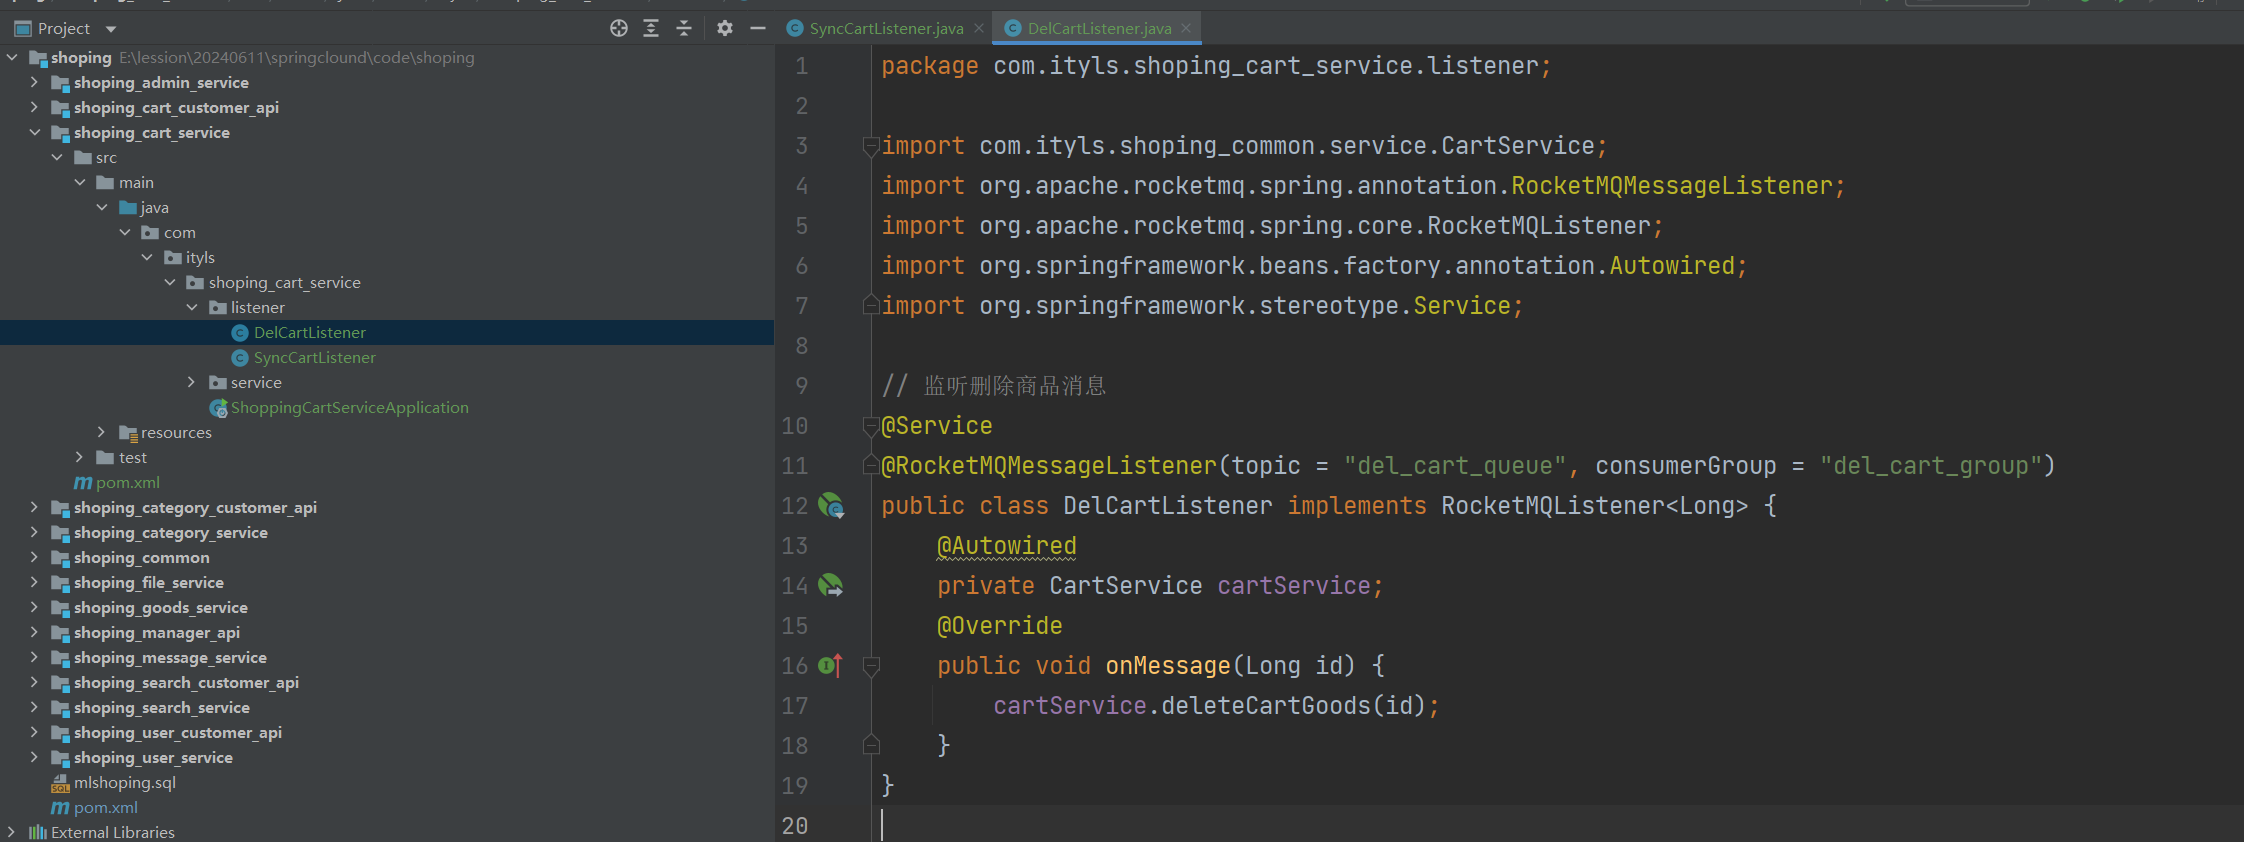 Project
shoping E:\lession\20240611\springclound\code\shoping
shoping_admin_service
shoping_cart_customer_api
shoping_cart_service
src
main
java
com
ityls
shoping_cart_service
listener
DelCartListener
SyncCartListener
service
ShoppingCartServiceApplication
resources
test
pom.xml
shoping_category_customer_api
shoping_category_service
shoping_common
shoping_file_service
shoping_goods_service
shoping_manager_api
shoping_message_service
shoping_search_customer_api
shoping_search_service
shoping_user_customer_api
shoping_user_service
mlshoping.sql
pom.xml
External Libraries
SyncCartListener.java DelCartListener.java
1 package com.ityls.shoping_cart_service.listener;
2
3 import com.ityls.shoping_common.service.CartService;
4 import org.apache.rocketmq.spring.annotation.RocketMQMessageListener;
5 import org.apache.rocketmq.spring.core.RocketMQListener;
6 import org.springframework.beans.factory.annotation.Autowired;
7 import org.springframework.stereotype.Service;
8
9 // 监听删除商品消息
10 @Service
11 @RocketMQMessageListener(topic = "del_cart_queue", consumerGroup = "del_cart_group")
12 public class DelCartListener implements RocketMQListener<Long> {
13 @Autowired
14 private CartService cartService;
15 @Override
16 public void onMessage(Long id) {
17 cartService.deleteCartGoods(id);
18 }
19 }
20